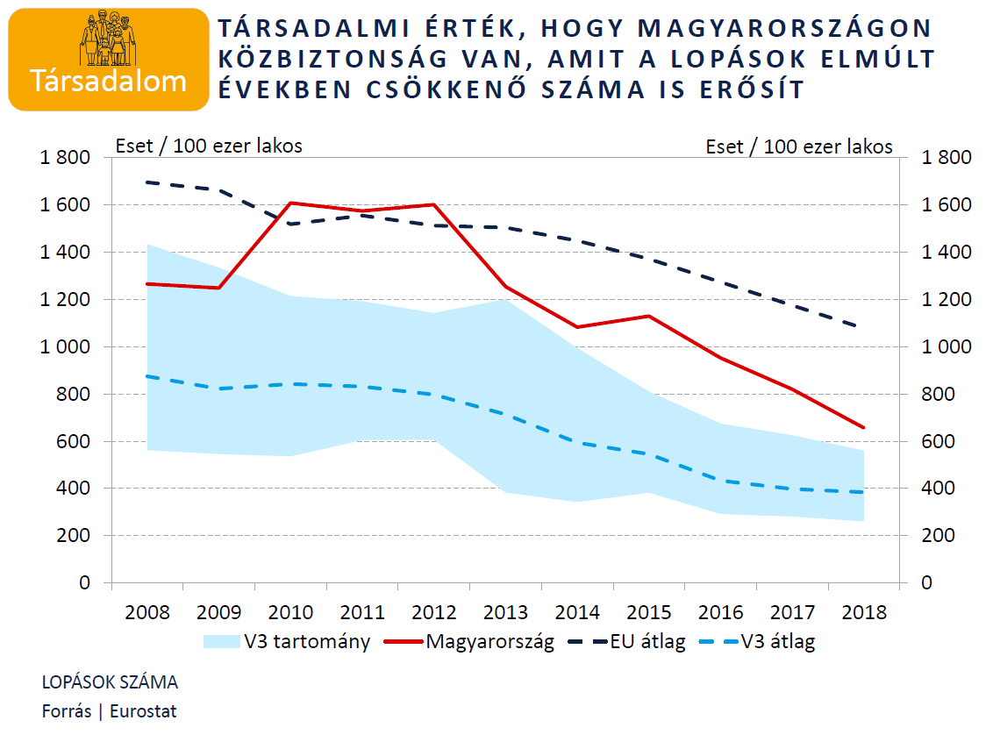 Társadalom
TÁRSADALMI ÉRTÉK, HOGY MAGYARORSZÁGON
KÖZBIZTONSÁG VAN, AMIT A LOPÁSOK ELMÚLT
ÉVEKBEN CSÖKKENŐ SZÁMA IS ERŐSÍT
Eset / 100 ezer lakos Eset / 100 ezer lakos
1 800 1 800
1 600 1 600
1 400 1 400
1 200 1 200
1 000 1 000
800 800
600 600
400 400
200 200
0 0
2008 2009 2010 2011 2012 2013 2014 2015 2016 2017 2018
V3 tartomány Magyarország EU átlag V3 átlag
LOPÁSOK SZÁMA
Forrás | Eurostat